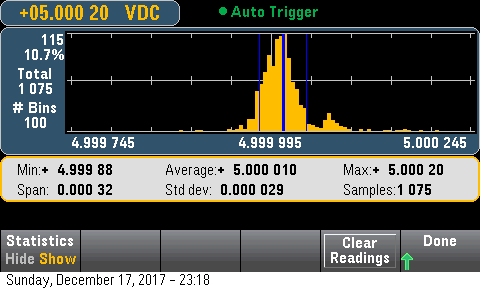 +05.000 20 VDC
Auto Trigger
115
10.7%
Total
1 075
# Bins
100
4.999 745 4.999 995 5.000 245
Min:+ 4.999 88 Average:+ 5.000 010 Max:+ 5.000 20
Span: 0.000 32 Std dev: 0.000 029 Samples:1 075
Statistics
Hide Show
Clear
Readings
Done
Sunday, December 17, 2017 – 23:18